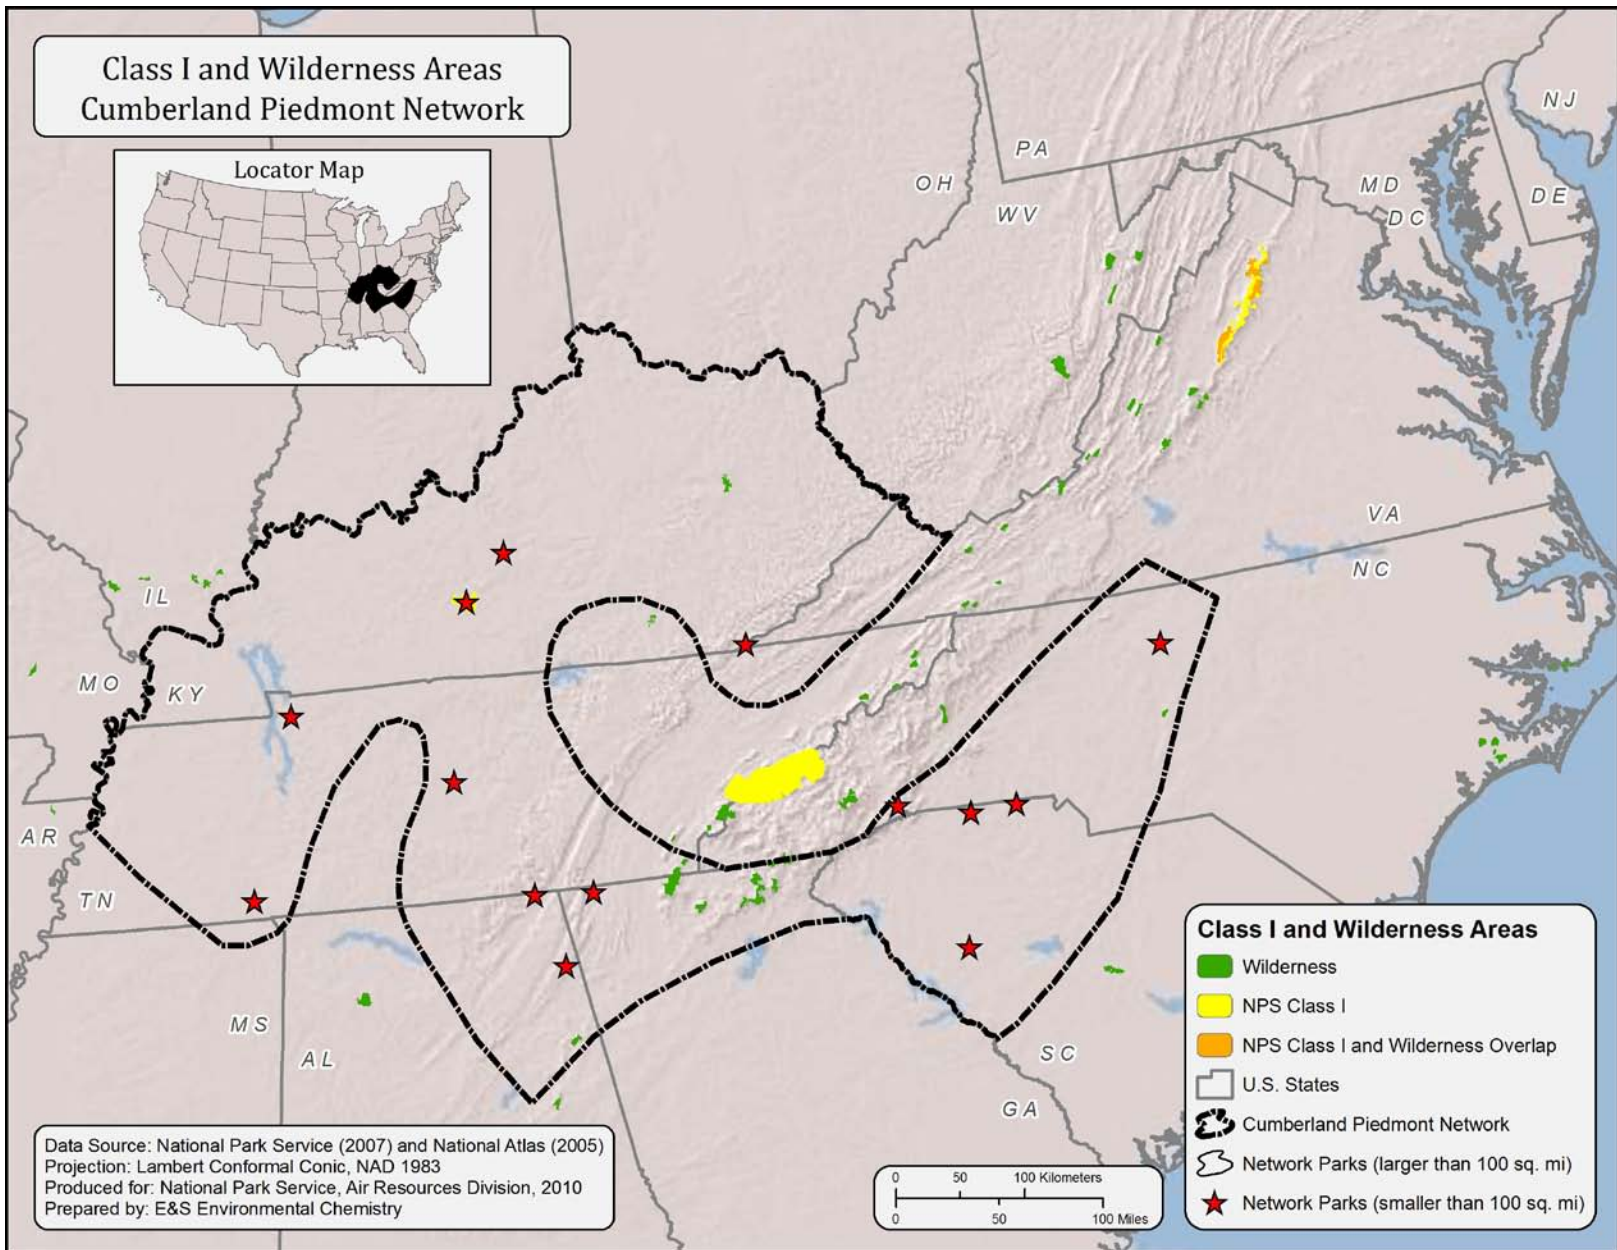 Class I and Wilderness Areas
Cumberland Piedmont Network
Locator Map
NJ
PA
OH
MD
DE
WV
DC
VA
NC
IL
MO
KY
AR
TN
MS
AL
SC
GA
Class I and Wilderness Areas
Wilderness
NPS Class I
NPS Class I and Wilderness Overlap
U.S. States
Cumberland Piedmont Network
Network Parks (larger than 100 sq. mi)
Network Parks (smaller than 100 sq. mi)
Data Source: National Park Service (2007) and National Atlas (2005)
Projection: Lambert Conformal Conic, NAD 1983
Produced for: National Park Service, Air Resources Division, 2010
Prepared by: E&S Environmental Chemistry
0 50 100 Kilometers
0 50 100 Miles